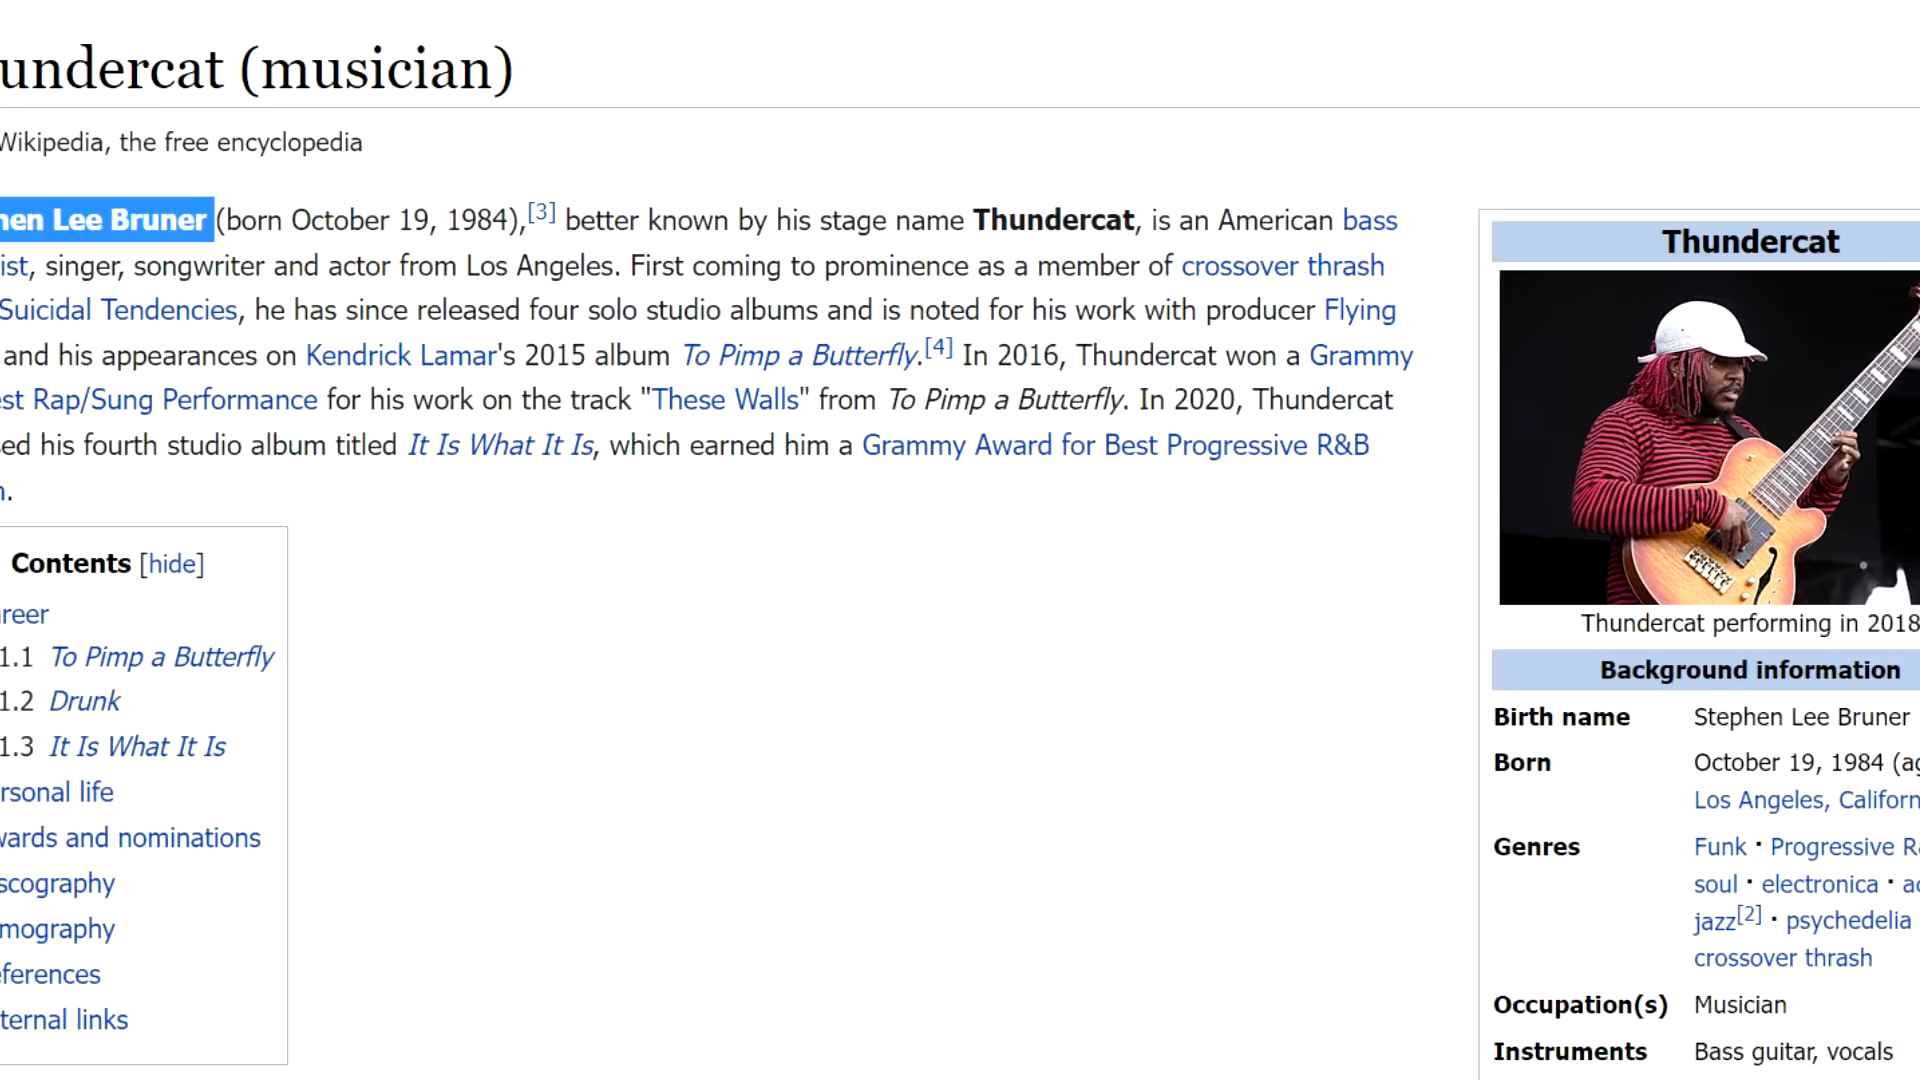 undercat (musician)
Wikipedia, the free encyclopedia
hen Lee Bruner (born October 19, 1984),[3] better known by his stage name Thundercat, is an American bass
ist, singer, songwriter and actor from Los Angeles. First coming to prominence as a member of crossover thrash
Suicidal Tendencies, he has since released four solo studio albums and is noted for his work with producer Flying
and his appearances on Kendrick Lamar's 2015 album To Pimp a Butterfly.[4] In 2016, Thundercat won a Grammy
est Rap/Sung Performance for his work on the track "These Walls" from To Pimp a Butterfly. In 2020, Thundercat
sed his fourth studio album titled It Is What It Is, which earned him a Grammy Award for Best Progressive R&B
.
Contents [hide]
reer
1.1 To Pimp a Butterfly
1.2 Drunk
1.3 It Is What It Is
rsonal life
wards and nominations
scography
mography
eferences
ternal links
Thundercat
Thundercat performing in 2018
Background information
Birth name Stephen Lee Bruner
Born October 19, 1984 (ag
Los Angeles, Californ
Genres Funk · Progressive R&
soul · electronica · ac
jazz[2] · psychedelia
crossover thrash
Occupation(s) Musician
Instruments Bass guitar, vocals